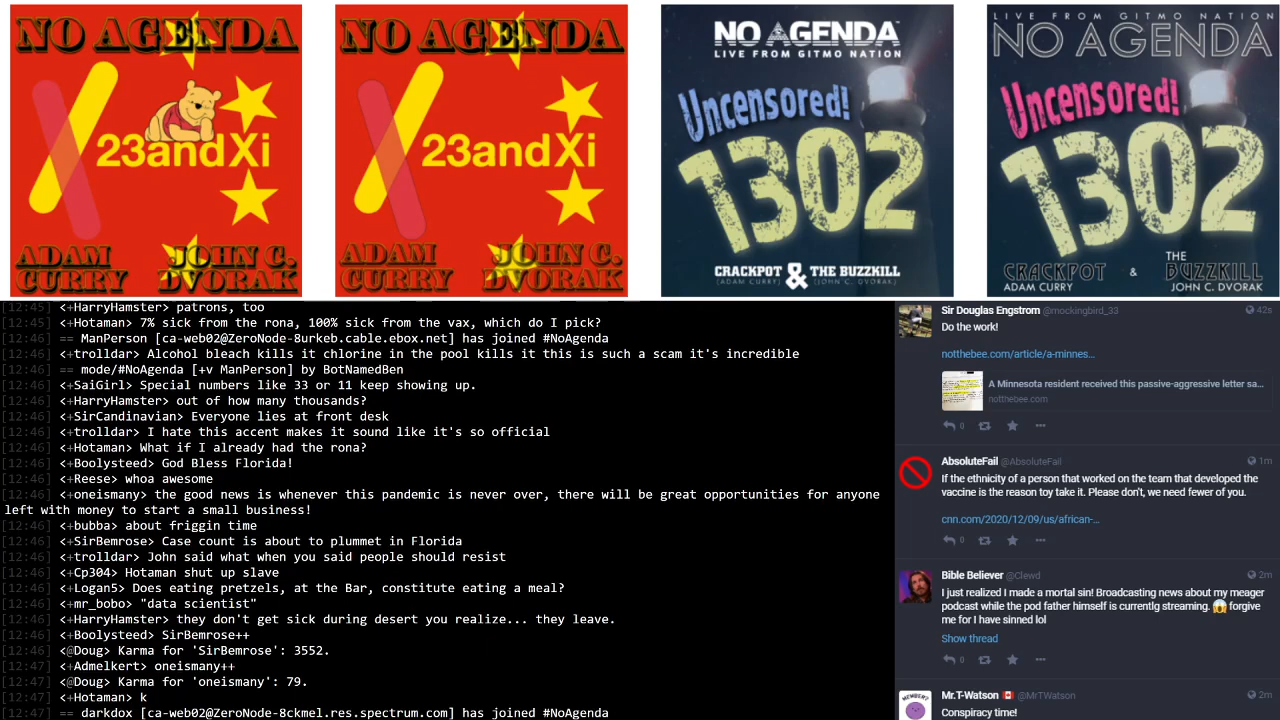 NO AGENDA
23andXi
ADAM CURRY
JOHN C. DVORAK
NO AGENDA
23andXi
ADAM CURRY
JOHN C. DVORAK
NO AGENDA™
LIVE FROM GITMO NATION
Uncensored!
1302
CRACKPOT & THE BUZZKILL
(ADAM CURRY) (JOHN C. DVORAK)
LIVE FROM GITMO NATION
NO AGENDA
Uncensored!
1302
CRACKPOT & THE BUZZKILL
ADAM CURRY JOHN C. DVORAK
[12:45] <+HarryHamster> patrons, too
[12:45] <+Hotaman> 7% sick from the rona, 100% sick from the vax, which do I pick?
[12:46] == ManPerson [ca-web02@ZeroNode-8urkeb.cable.ebox.net] has joined #NoAgenda
[12:46] <+trolldar> Alcohol bleach kills it chlorine in the pool kills it this is such a scam it's incredible
[12:46] == mode/#NoAgenda [+v ManPerson] by BotNamedBen
[12:46] <+SaiGirl> Special numbers like 33 or 11 keep showing up.
[12:46] <+HarryHamster> out of how many thousands?
[12:46] <+SirCandinavian> Everyone lies at front desk
[12:46] <+trolldar> I hate this accent makes it sound like it's so official
[12:46] <+Hotaman> What if I already had the rona?
[12:46] <+Boolysteed> God Bless Florida!
[12:46] <+Reese> whoa awesome
[12:46] <+oneismany> the good news is whenever this pandemic is never over, there will be great opportunities for anyone
left with money to start a small business!
[12:46] <+bubba> about friggin time
[12:46] <+SirBemrose> Case count is about to plummet in Florida
[12:46] <+trolldar> John said what when you said people should resist
[12:46] <+Cp304> Hotaman shut up slave
[12:46] <+Logan5> Does eating pretzels, at the Bar, constitute eating a meal?
[12:46] <+mr_bobo> "data scientist"
[12:46] <+HarryHamster> they don't get sick during desert you realize... they leave.
[12:46] <+Boolysteed> SirBemrose++
[12:46] <@Doug> Karma for 'SirBemrose': 3552.
[12:47] <+Admelkert> oneismany++
[12:47] <@Doug> Karma for 'oneismany': 79.
[12:47] <+Hotaman> k
[12:47] == darkdox [ca-web02@ZeroNode-8ckmel.res.spectrum.com] has joined #NoAgenda
Sir Douglas Engstrom @mockingbird_33 42s
Do the work!
notthebee.com/article/a-minnes...
A Minnesota resident received this passive-aggressive letter sa...
notthebee.com
0
AbsoluteFail @AbsoluteFail 1m
If the ethnicity of a person that worked on the team that developed the
vaccine is the reason toy take it. Please don't, we need fewer of you.
cnn.com/2020/12/09/us/african-...
0
Bible Believer @Clewd 2m
I just realized I made a mortal sin! Broadcasting news about my meager
podcast while the pod father himself is currentlg streaming. 😱 forgive
me for I have sinned lol
Show thread
0
MEMBER?
Mr.T-Watson 🇨🇦 @MrTWatson 2m
Conspiracy time!